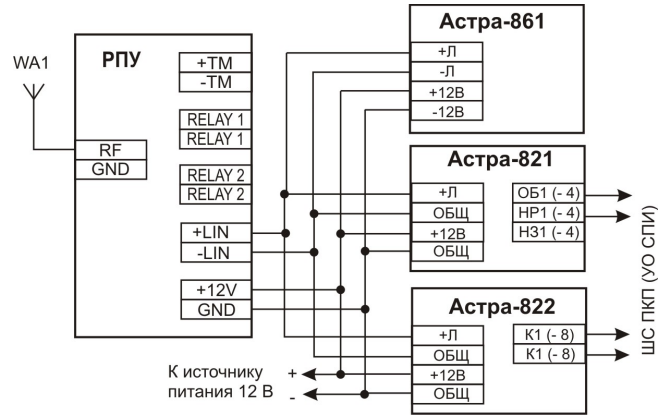 WA1
РПУ
+TM
-TM
RELAY 1
RELAY 1
RF
GND
RELAY 2
RELAY 2
+LIN
-LIN
+12V
GND
Астра-861
+Л
-Л
+12В
-12В
Астра-821
+Л
ОБЩ
+12В
ОБЩ
ОБ1 (- 4)
НР1 (- 4)
НЗ1 (- 4)
Астра-822
+Л
ОБЩ
+12В
ОБЩ
К1 (- 8)
К1 (- 8)
ШС ПКП (УО СПИ)
К источнику +
питания 12 В -